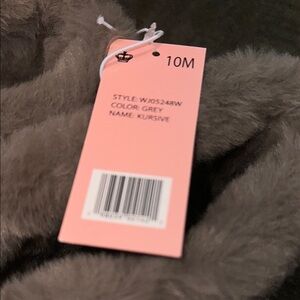 10M
STYLE: WJ05248W
COLOR: GREY
NAME: KURSIVE